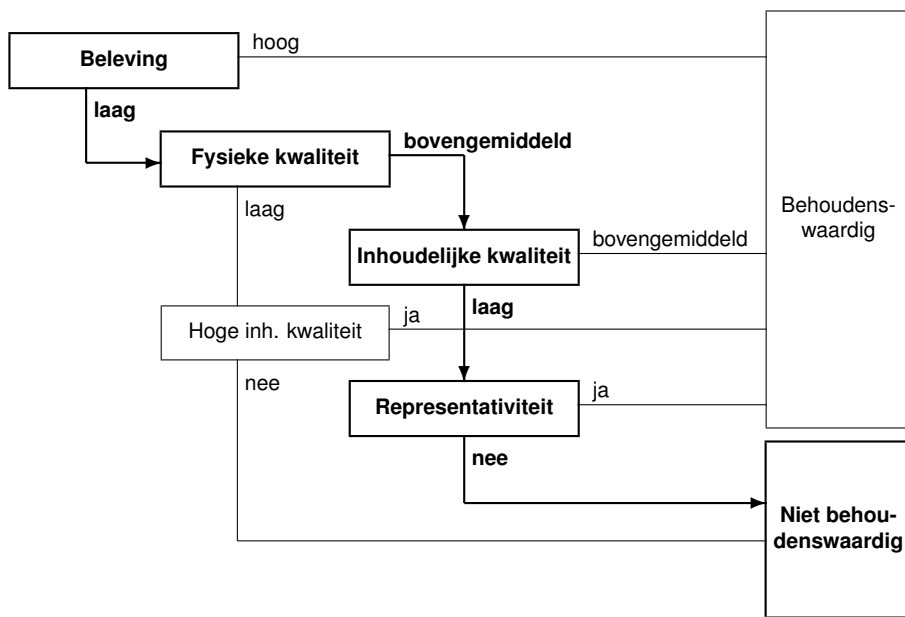 Beleving
hoog
laag
Fysieke kwaliteit
bovengemiddeld
laag
Behoudens-
waardig
Inhoudelijke kwaliteit
bovengemiddeld
laag
Hoge inh. kwaliteit
ja
nee
Representativiteit
ja
nee
Niet behou-
denswaardig